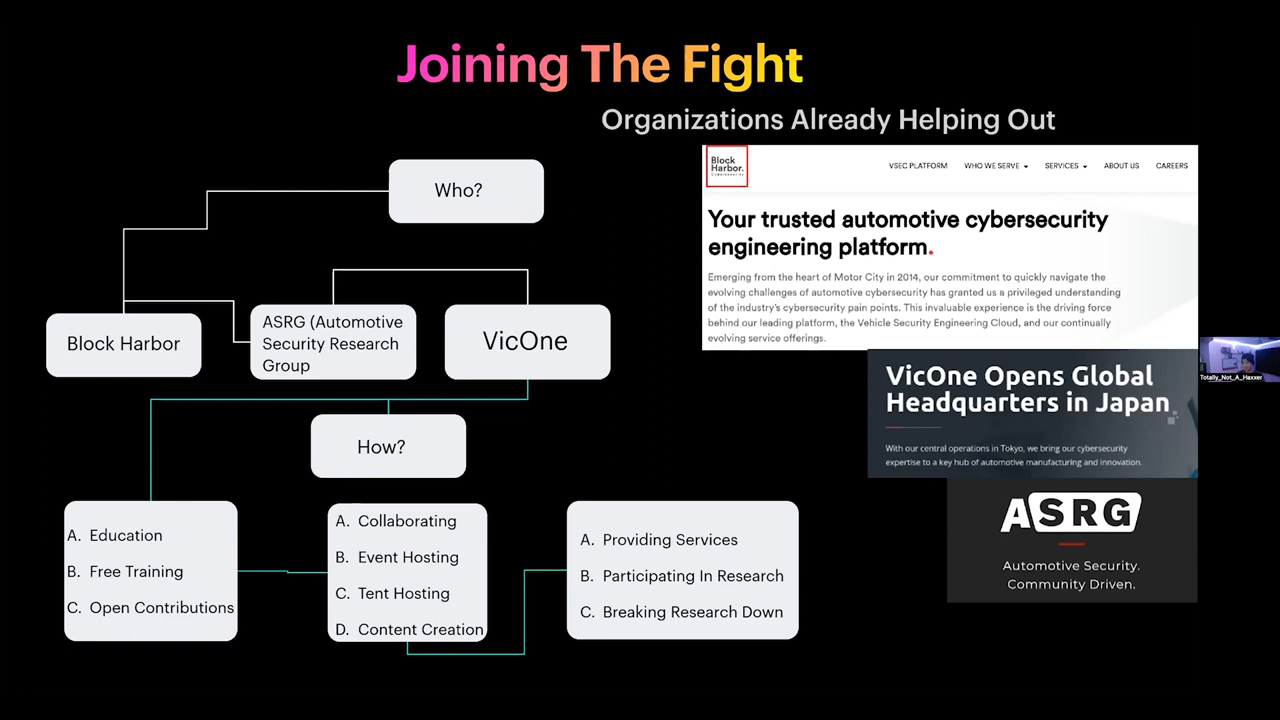 Joining The Fight
Organizations Already Helping Out
Who?
Block Harbor
ASRG (Automotive
Security Research
Group
VicOne
How?
A. Education
B. Free Training
C. Open Contributions
A. Collaborating
B. Event Hosting
C. Tent Hosting
D. Content Creation
A. Providing Services
B. Participating In Research
C. Breaking Research Down
Block
Harbor.
Cybersecurity
VSEC PLATFORM WHO WE SERVE SERVICES ABOUT US CAREERS
Your trusted automotive cybersecurity
engineering platform.
Emerging from the heart of Motor City in 2014, our commitment to quickly navigate the
evolving challenges of automotive cybersecurity has granted us a privileged understanding
of the industry's cybersecurity pain points. This invaluable experience is the driving force
behind our leading platform, the Vehicle Security Engineering Cloud, and our continually
evolving service offerings.
VicOne Opens Global
Headquarters in Japan
With our central operations in Tokyo, we bring our cybersecurity
expertise to a key hub of automotive manufacturing and innovation.
ASRG
Automotive Security.
Community Driven.
Totally_Not_A_Haxxer